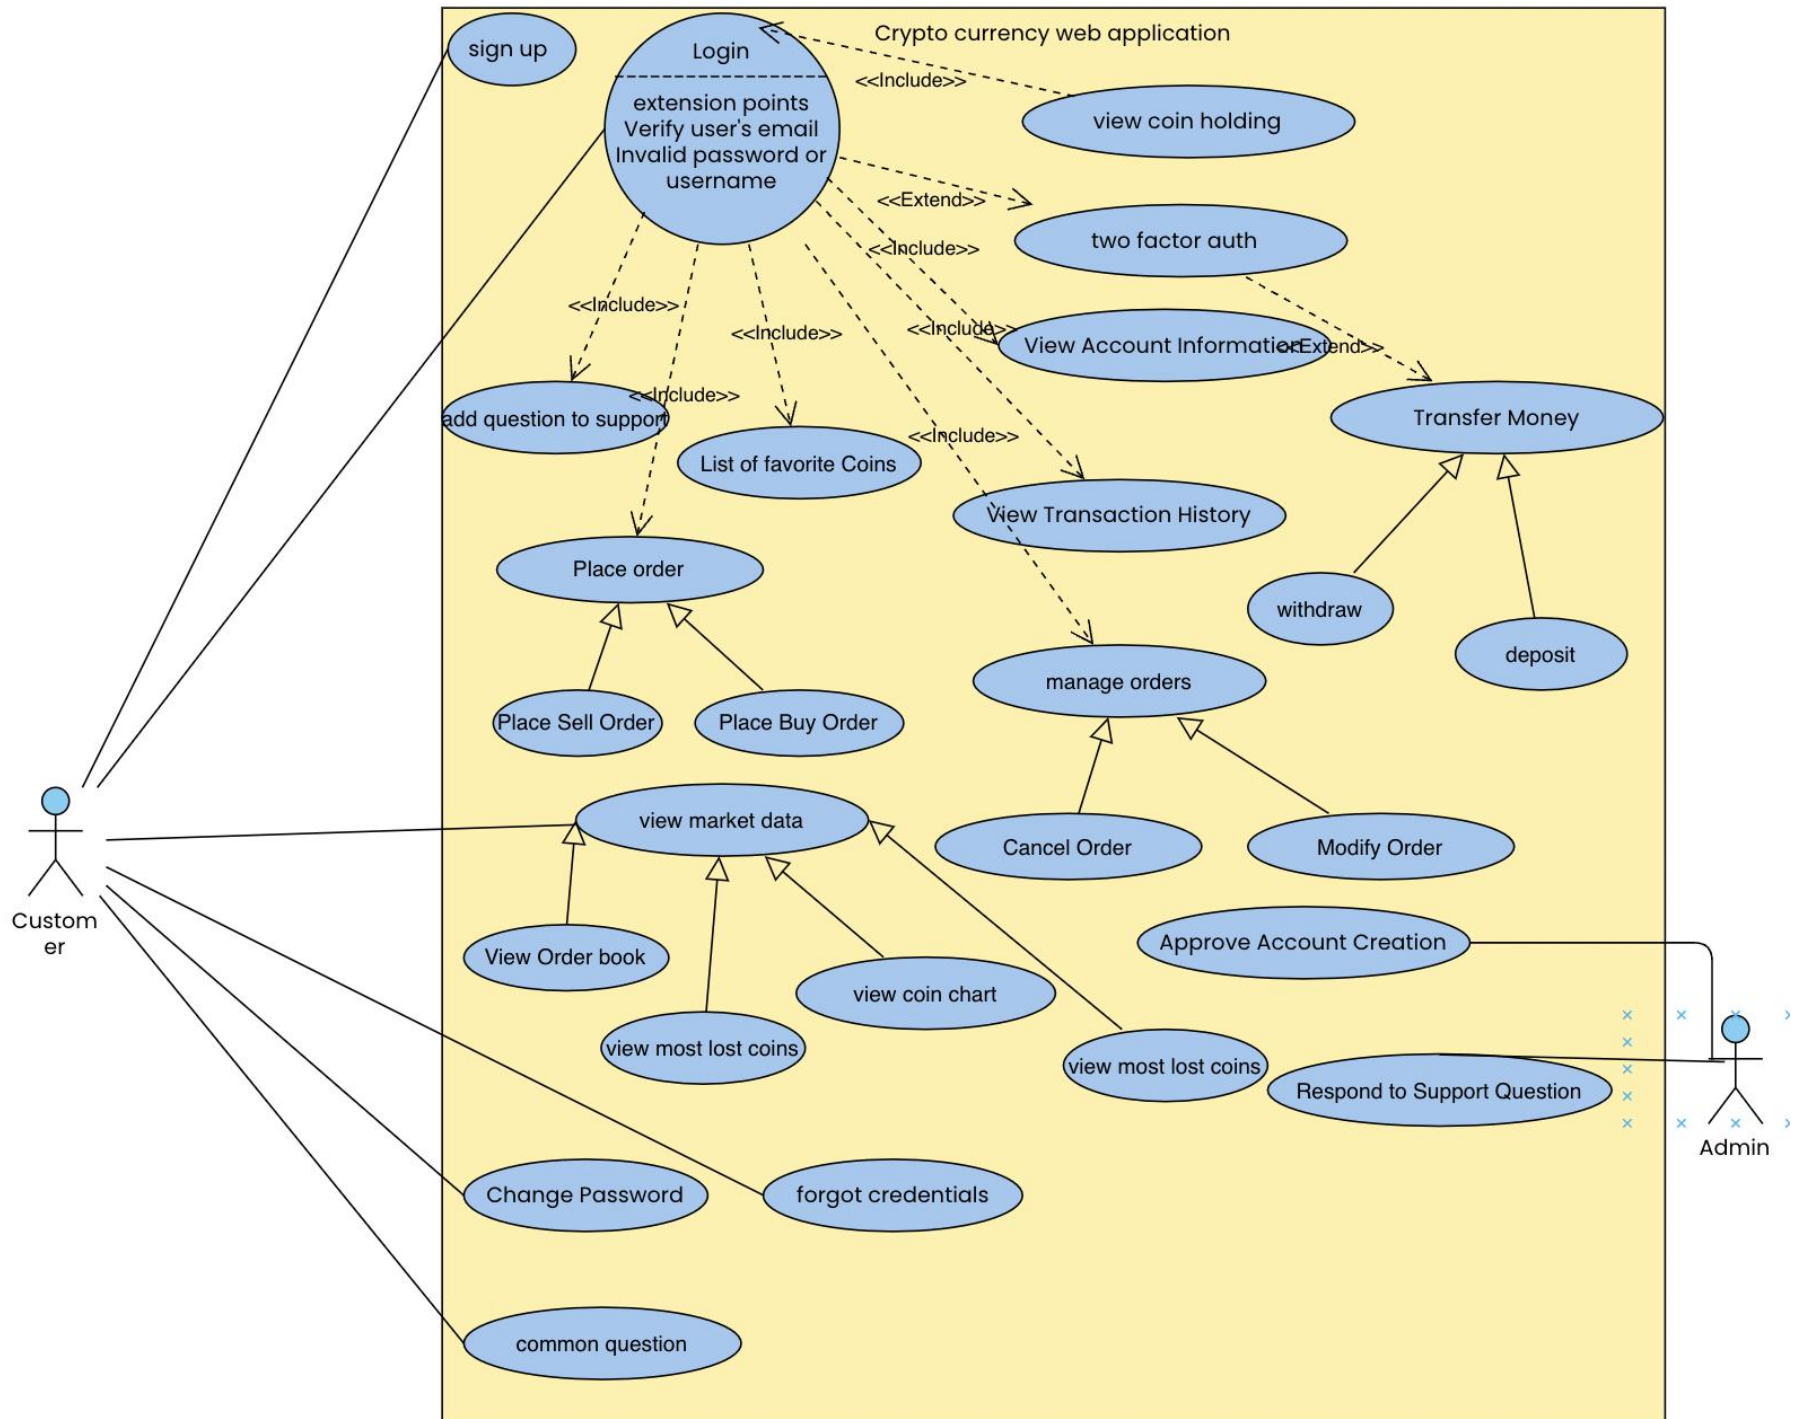 Crypto currency web application
sign up
Login
extension points
Verify user's email
Invalid password or
username
<<Include>>
view coin holding
<<Extend>>
two factor auth
<<Include>>
<<Include>>
<<Include>>
<<Include>>
View Account Information
<<Extend>>
<<Include>>
add question to support
Transfer Money
<<Include>>
List of favorite Coins
View Transaction History
Place order
withdraw
deposit
manage orders
Place Sell Order
Place Buy Order
view market data
Cancel Order
Modify Order
Custom
er
Approve Account Creation
View Order book
view coin chart
view most lost coins
view most lost coins
Respond to Support Question
Admin
Change Password
forgot credentials
common question